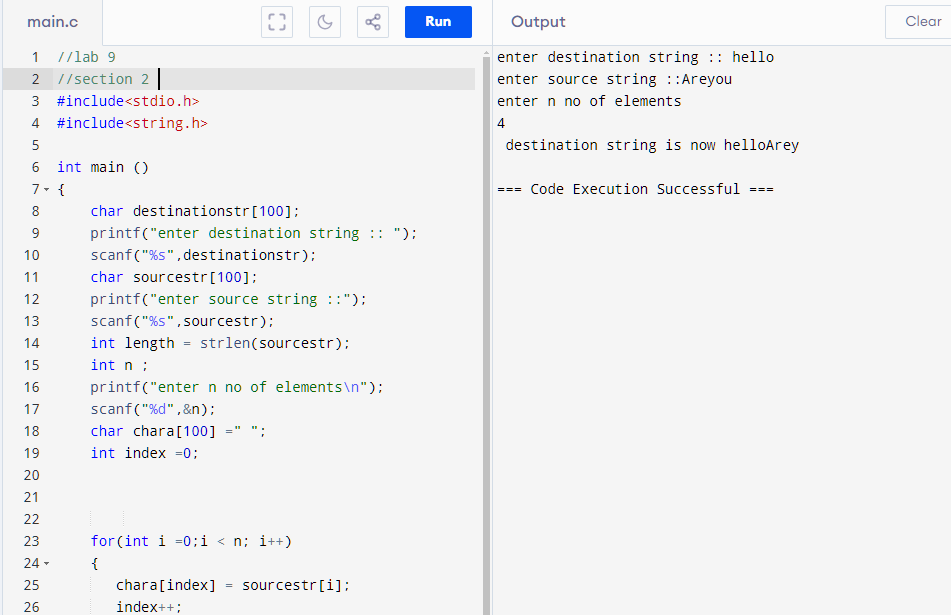 main.c
Run
Output
Clear
1 //lab 9
2 //section 2
3 #include<stdio.h>
4 #include<string.h>
5
6 int main ()
7 {
8 char destinationstr[100];
9 printf("enter destination string :: ");
10 scanf("%s",destinationstr);
11 char sourcestr[100];
12 printf("enter source string ::");
13 scanf("%s",sourcestr);
14 int length = strlen(sourcestr);
15 int n ;
16 printf("enter n no of elements\n");
17 scanf("%d",&n);
18 char chara[100] =" ";
19 int index =0;
20
21
22
23 for(int i =0;i < n; i++)
24 {
25 chara[index] = sourcestr[i];
26 index++;
enter destination string :: hello
enter source string ::Areyou
enter n no of elements
4
destination string is now helloArey
=== Code Execution Successful ===